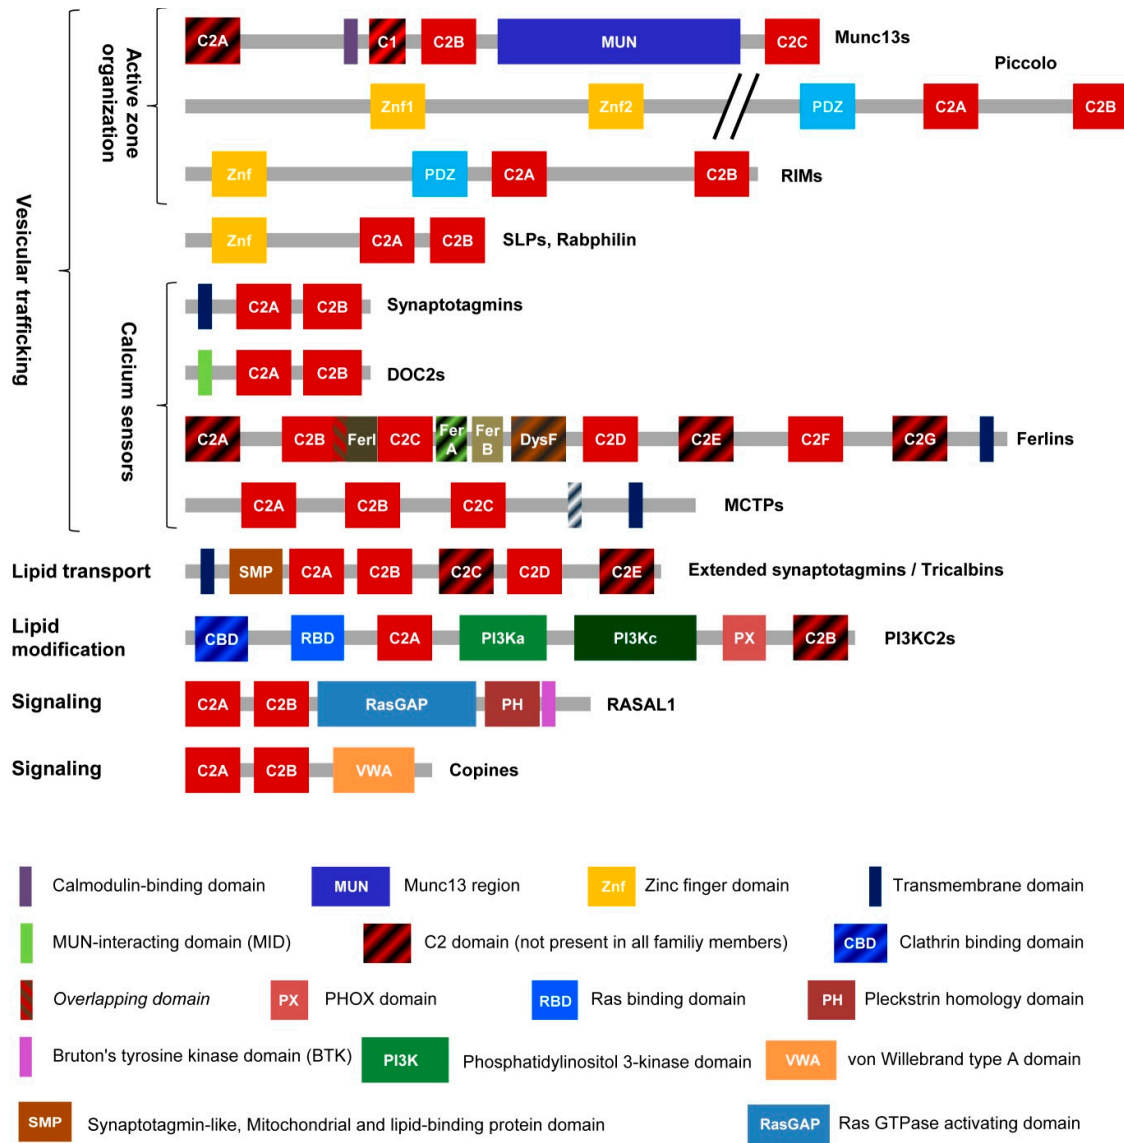 Vesicular trafficking
Active zone
organization
C2A C1 C2B MUN C2C Munc13s
Piccolo
Znf1 Znf2 PDZ C2A C2B
Znf PDZ C2A C2B RIMs
Znf C2A C2B SLPs, Rabphilin
Calcium sensors
C2A C2B Synaptotagmins
C2A C2B DOC2s
C2A C2B FerI C2C Fer A Fer B DysF C2D C2E C2F C2G Ferlins
C2A C2B C2C MCTPs
Lipid transport SMP C2A C2B C2C C2D C2E Extended synaptotagmins / Tricalbins
Lipid
modification CBD RBD C2A PI3Ka PI3Kc PX C2B PI3KC2s
Signaling C2A C2B RasGAP PH RASAL1
Signaling C2A C2B VWA Copines
Calmodulin-binding domain MUN Munc13 region Znf Zinc finger domain Transmembrane domain
MUN-interacting domain (MID) C2 domain (not present in all familiy members) CBD Clathrin binding domain
Overlapping domain PX PHOX domain RBD Ras binding domain PH Pleckstrin homology domain
Bruton's tyrosine kinase domain (BTK) PI3K Phosphatidylinositol 3-kinase domain VWA von Willebrand type A domain
SMP Synaptotagmin-like, Mitochondrial and lipid-binding protein domain RasGAP Ras GTPase activating domain